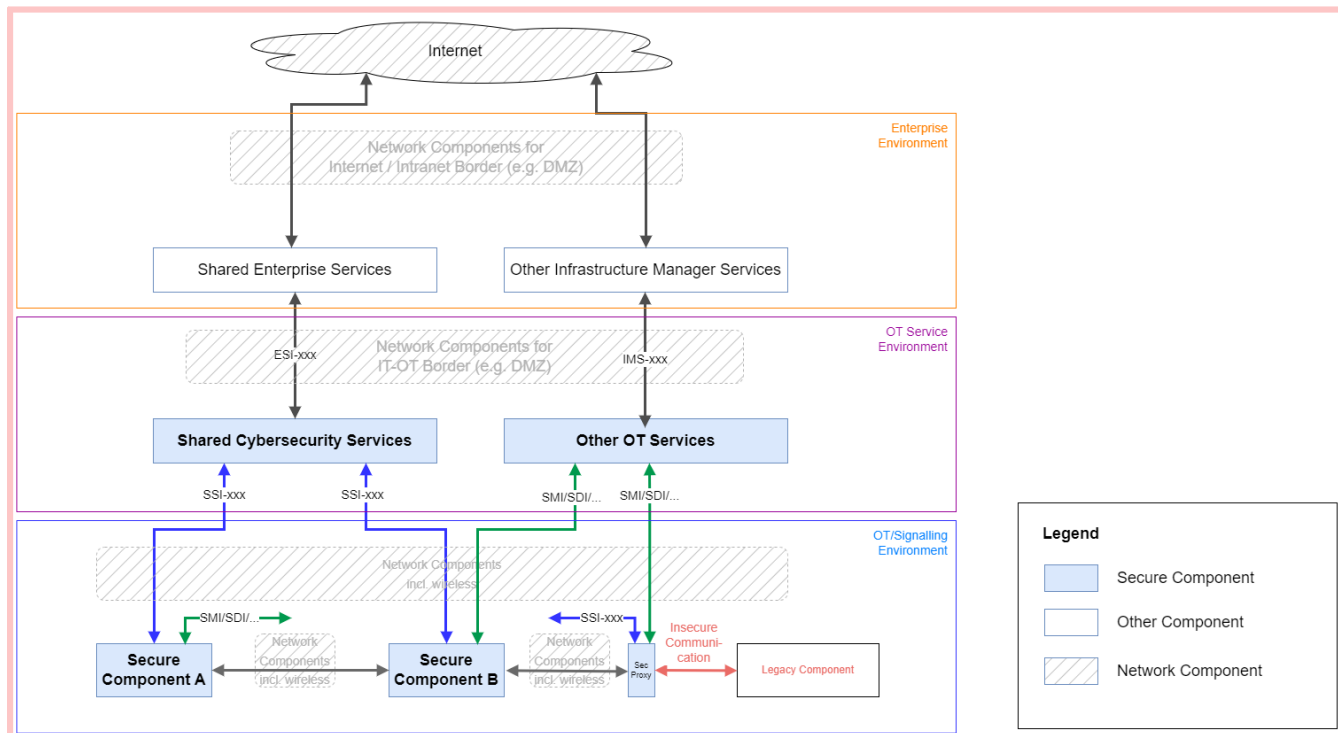 Internet
Enterprise
Environment
Network Components for
Internet / Intranet Border (e.g. DMZ)
Shared Enterprise Services
Other Infrastructure Manager Services
OT Service
Environment
Network Components for
IT-OT Border (e.g. DMZ)
ESI-xxx
IMS-xxx
Shared Cybersecurity Services
Other OT Services
SSI-xxx
SSI-xxx
SMI/SDI/...
SMI/SDI/...
OT/Signalling
Environment
Network Components
incl. wireless
SMI/SDI/...
SSI-xxx
Secure
Component A
Network
Components
incl. wireless
Secure
Component B
Network
Components
incl. wireless
Sec
Proxy
Insecure
Communi-
cation
Legacy Component
Legend
Secure Component
Other Component
Network Component